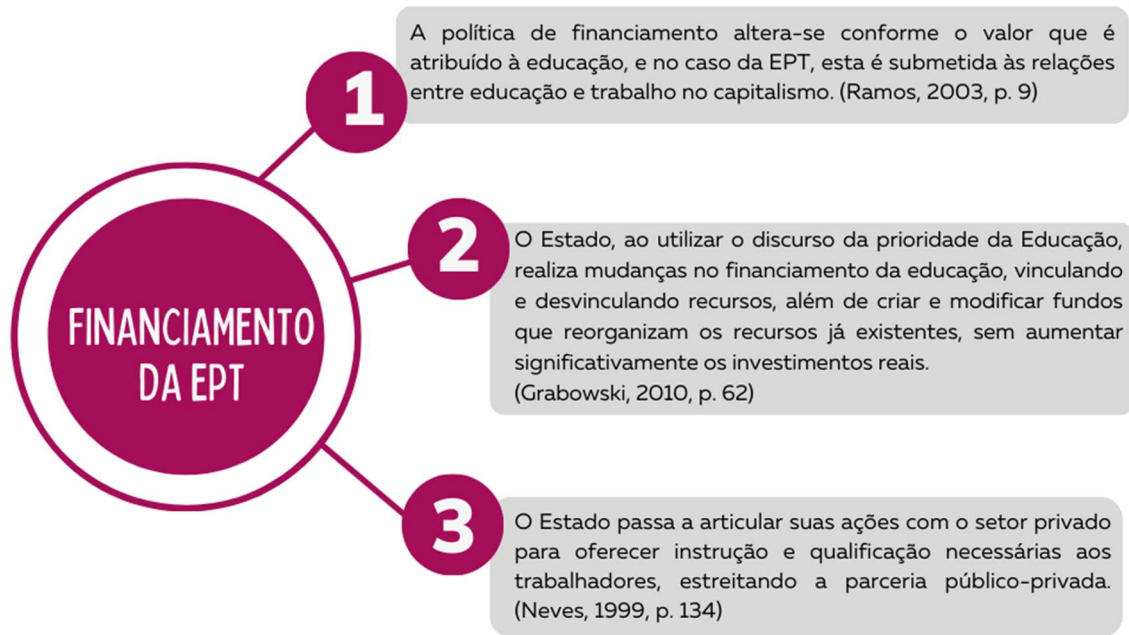 1
A política de financiamento altera-se conforme o valor que é
atribuído à educação, e no caso da EPT, esta é submetida às relações
entre educação e trabalho no capitalismo. (Ramos, 2003, p. 9)
FINANCIAMENTO
DA EPT
2
O Estado, ao utilizar o discurso da prioridade da Educação,
realiza mudanças no financiamento da educação, vinculando
e desvinculando recursos, além de criar e modificar fundos
que reorganizam os recursos já existentes, sem aumentar
significativamente os investimentos reais.
(Grabowski, 2010, p. 62)
3
O Estado passa a articular suas ações com o setor privado
para oferecer instrução e qualificação necessárias aos
trabalhadores, estreitando a parceria público-privada.
(Neves, 1999, p. 134)